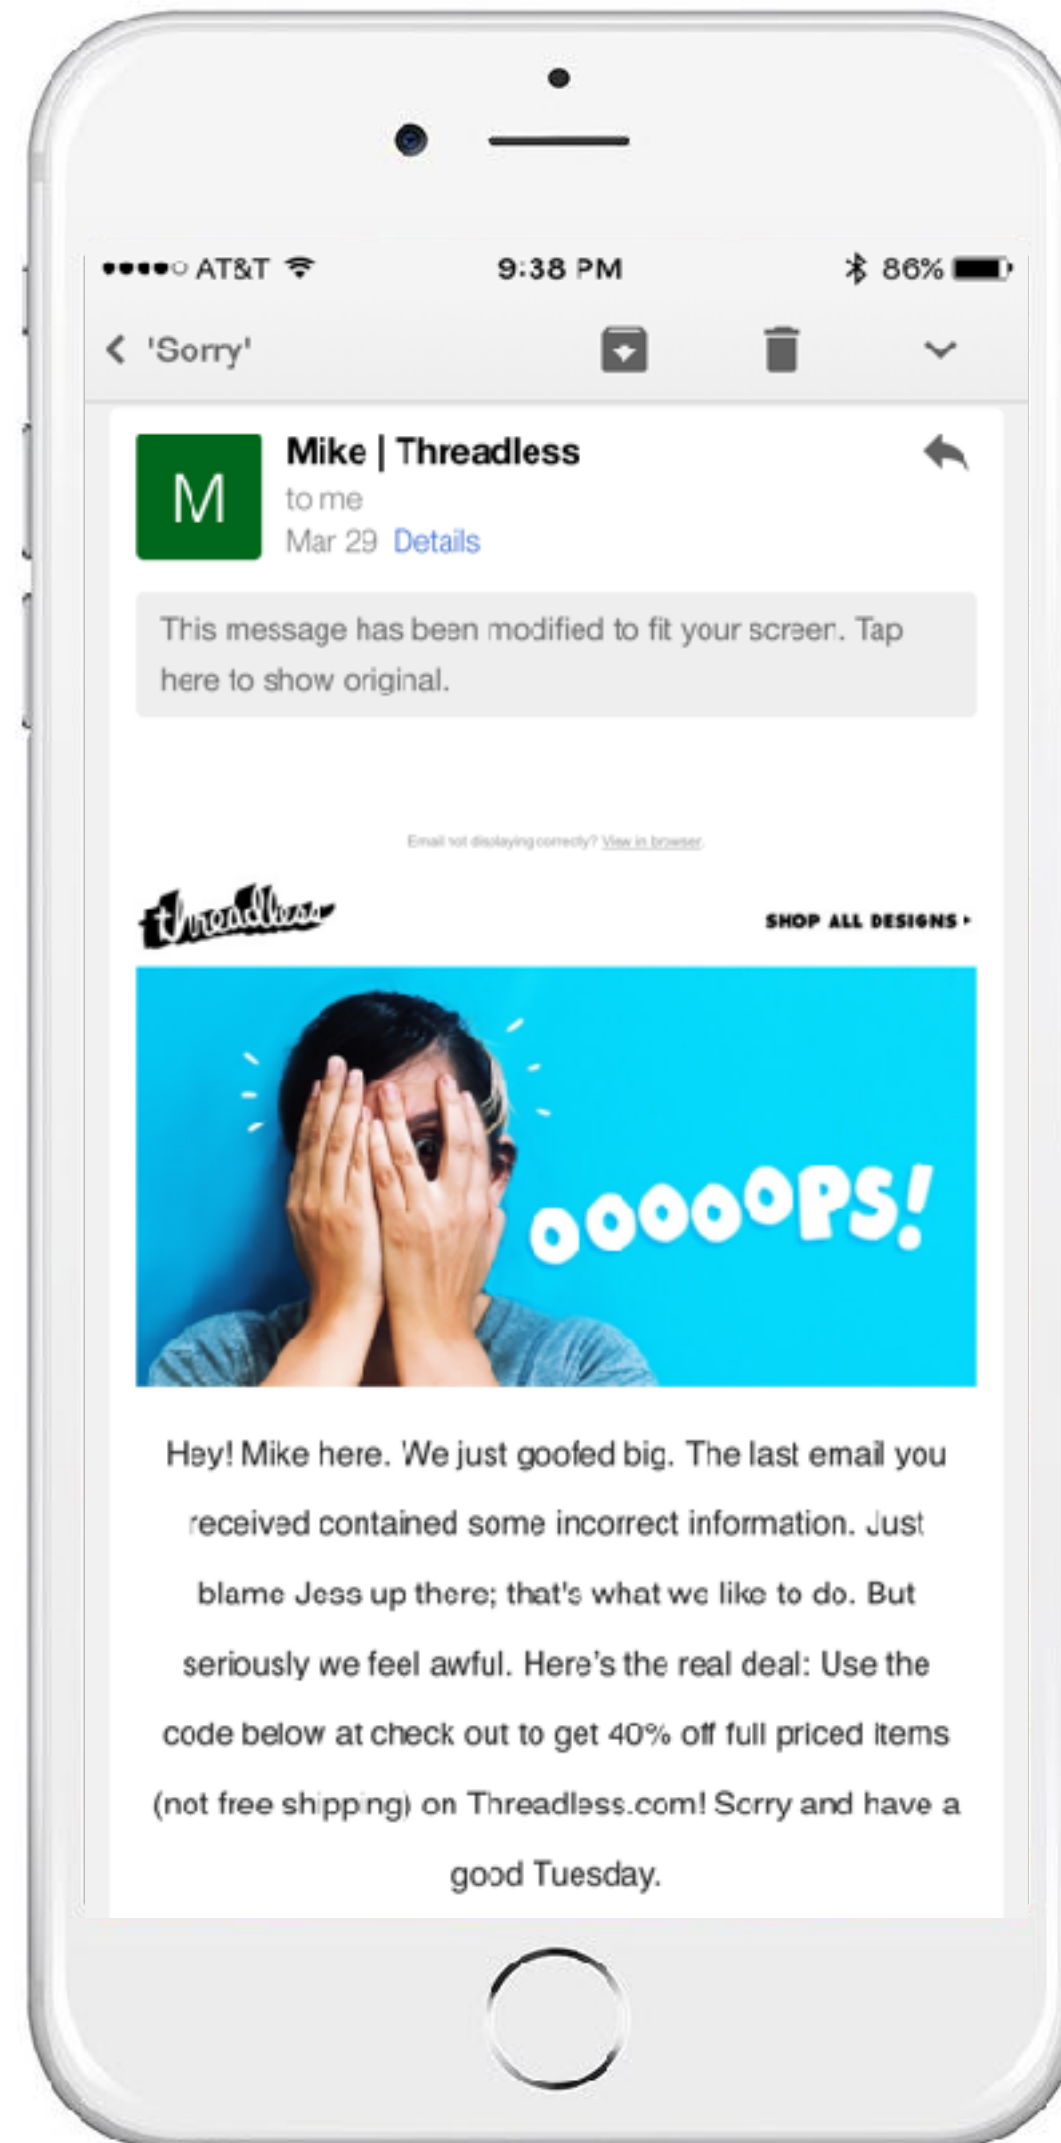 AT&T 9:38 PM 86%
'Sorry'
M
Mike | Threadless
to me
Mar 29 Details
This message has been modified to fit your screen. Tap
here to show original.
Email not displaying correctly? View in browser.
threadless
SHOP ALL DESIGNS
OOOOOPS!
Hey! Mike here. We just goofed big. The last email you
received contained some incorrect information. Just
blame Jess up there; that's what we like to do. But
seriously we feel awful. Here's the real deal: Use the
code below at check out to get 40% off full priced items
(not free shipping) on Threadless.com! Sorry and have a
good Tuesday.